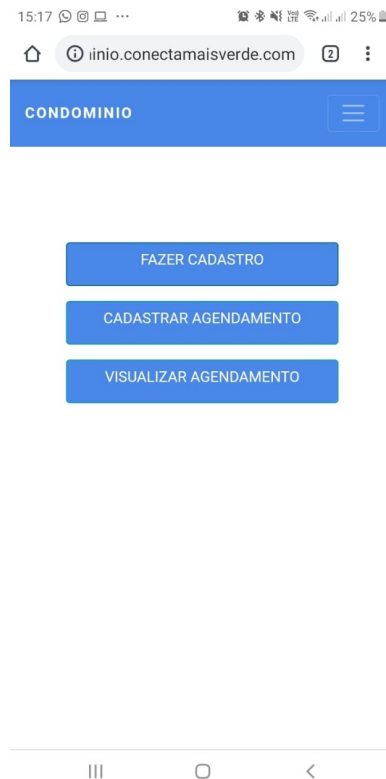 15:17 ... 25%
inio.conectamaisverde.com 2
CONDOMINIO
FAZER CADASTRO
CADASTRAR AGENDAMENTO
VISUALIZAR AGENDAMENTO